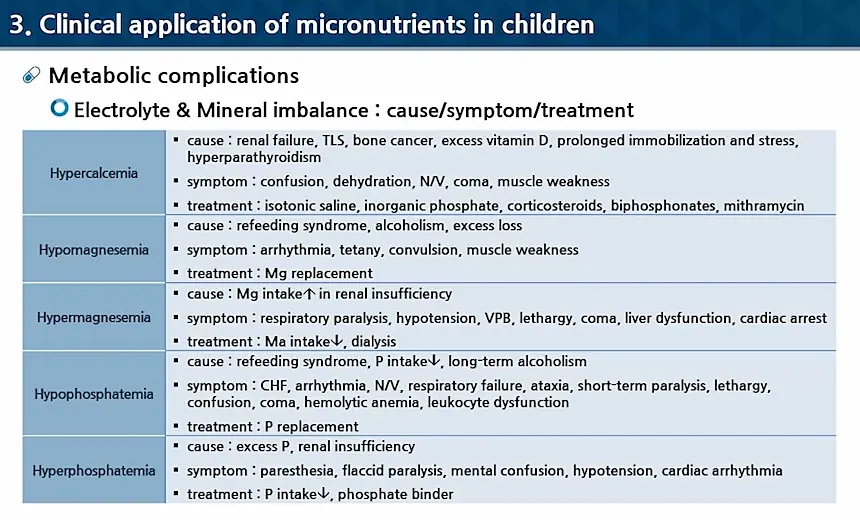 3. Clinical application of micronutrients in children
Metabolic complications
Electrolyte & Mineral imbalance : cause/symptom/treatment
Hypercalcemia
▪ cause : renal failure, TLS, bone cancer, excess vitamin D, prolonged immobilization and stress,
hyperparathyroidism
▪ symptom : confusion, dehydration, N/V, coma, muscle weakness
▪ treatment : isotonic saline, inorganic phosphate, corticosteroids, biphosphonates, mithramycin
Hypomagnesemia
▪ cause : refeeding syndrome, alcoholism, excess loss
▪ symptom : arrhythmia, tetany, convulsion, muscle weakness
▪ treatment : Mg replacement
Hypermagnesemia
▪ cause : Mg intake↑ in renal insufficiency
▪ symptom : respiratory paralysis, hypotension, VPB, lethargy, coma, liver dysfunction, cardiac arrest
▪ treatment : Ma intake↓, dialysis
Hypophosphatemia
▪ cause : refeeding syndrome, P intake↓, long-term alcoholism
▪ symptom : CHF, arrhythmia, N/V, respiratory failure, ataxia, short-term paralysis, lethargy,
confusion, coma, hemolytic anemia, leukocyte dysfunction
▪ treatment : P replacement
Hyperphosphatemia
▪ cause : excess P, renal insufficiency
▪ symptom : paresthesia, flaccid paralysis, mental confusion, hypotension, cardiac arrhythmia
▪ treatment : P intake↓, phosphate binder